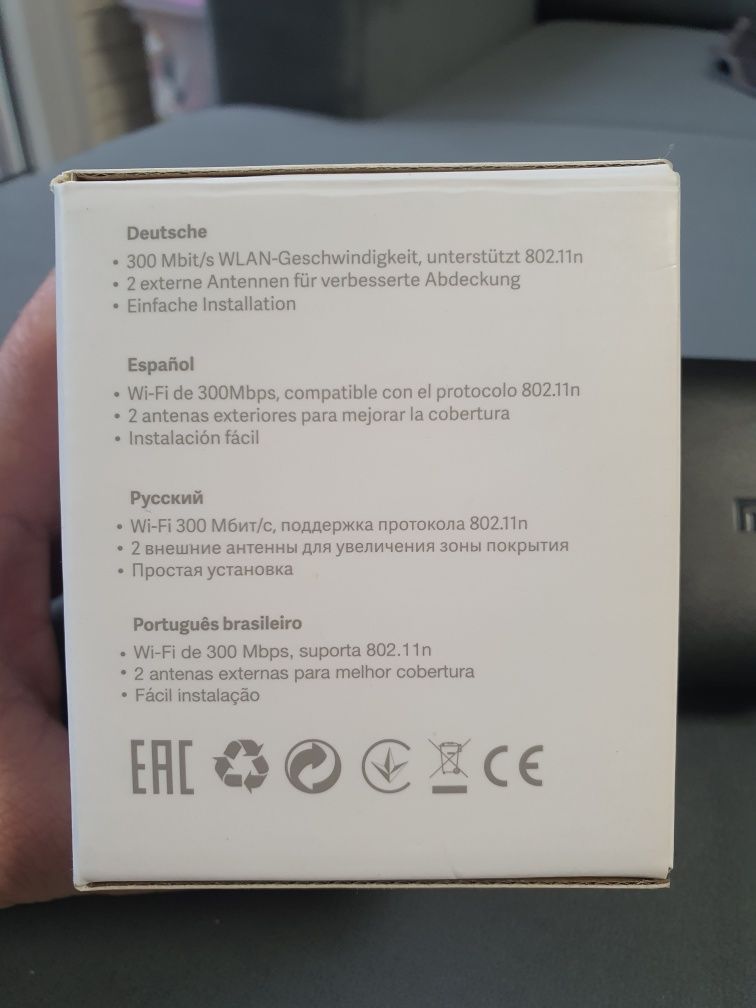 Deutsche
• 300 Mbit/s WLAN-Geschwindigkeit, unterstützt 802.11n
• 2 externe Antennen für verbesserte Abdeckung
• Einfache Installation
Español
• Wi-Fi de 300Mbps, compatible con el protocolo 802.11n
• 2 antenas exteriores para mejorar la cobertura
• Instalación fácil
Русский
• Wi-Fi 300 Мбит/с, поддержка протокола 802.11n
• 2 внешние антенны для увеличения зоны покрытия
• Простая установка
Português brasileiro
• Wi-Fi de 300 Mbps, suporta 802.11n
• 2 antenas externas para melhor cobertura
• Fácil instalação
EAC CE